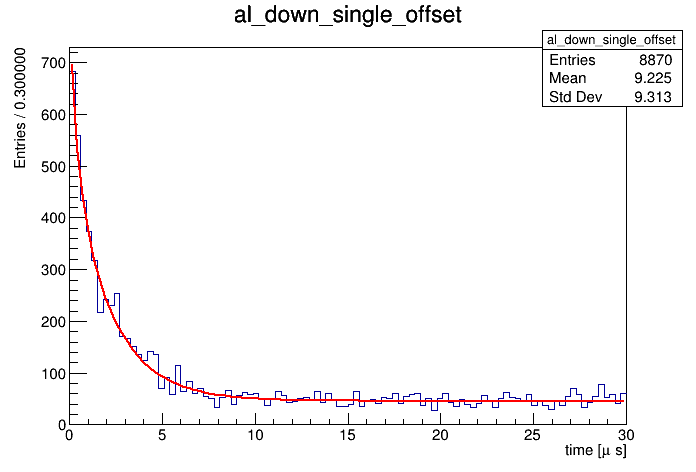 al_down_single_offset
al_down_single_offset
Entries 8870
Mean 9.225
Std Dev 9.313
Entries / 0.300000
700
600
500
400
300
200
100
0
0 5 10 15 20 25 30
time [μ s]